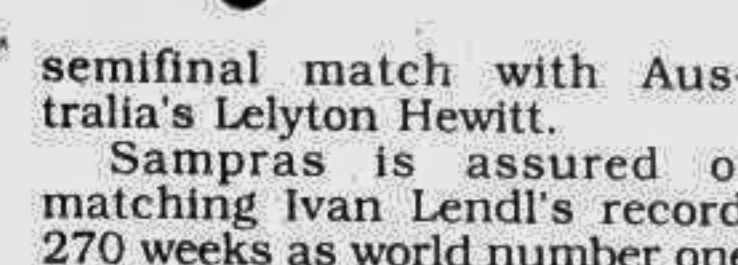 semifinal match with Aus-
tralia's Lelyton Hewitt.
Sampras is assured o
matching Ivan Lendl's record
270 weeks as world number one